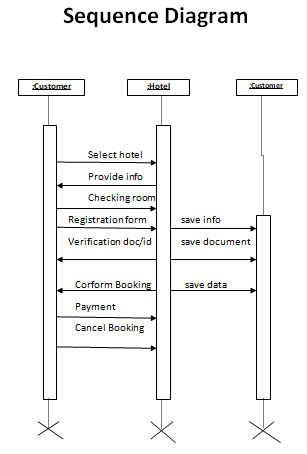 Sequence Diagram
:Customer
:Hotel
:Customer
Select hotel
Provide info
Checking room
Registration form
save info
Verification doc/id
save document
Corform Booking
save data
Payment
Cancel Booking